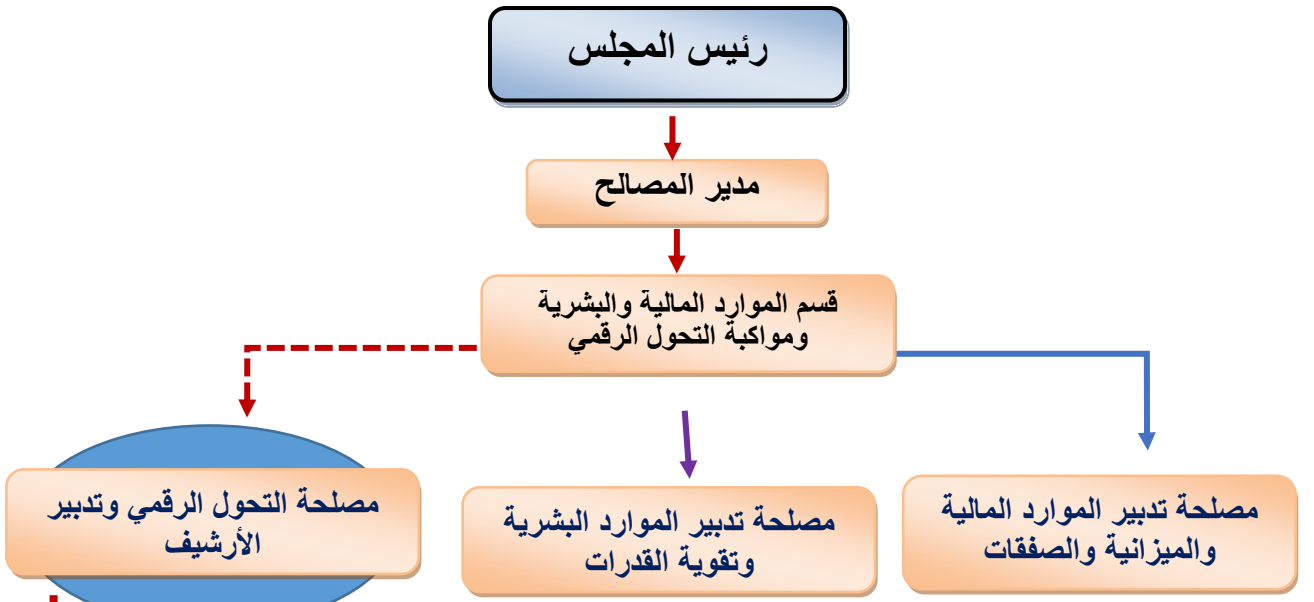 رئيس المجلس
مدير المصالح
قسم الموارد المالية والبشرية
ومواكبة التحول الرقمي
مصلحة تدبير الموارد المالية
والميزانية والصفقات
مصلحة تدبير الموارد البشرية
وتقوية القدرات
مصلحة التحول الرقمي وتدبير
الأرشيف